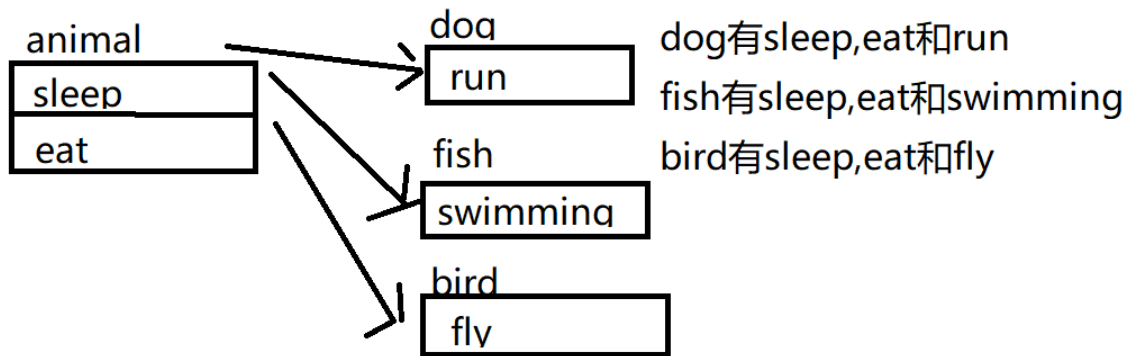 animal
sleep
eat
dog
run
fish
swimming
bird
fly
dog有sleep,eat和run
fish有sleep,eat和swimming
bird有sleep,eat和fly